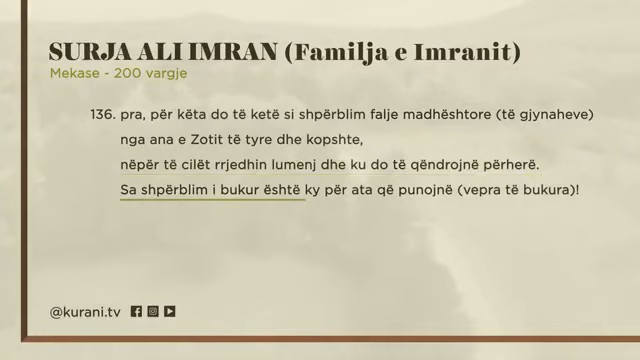 SURJA ALI IMRAN (Familja e Imranit)
Mekase - 200 vargje
136. pra, për këta do të ketë si shpërblim falje madhështore (të gjynaheve)
nga ana e Zotit të tyre dhe kopshte,
nëpër të cilët rrjedhin lumenj dhe ku do të qëndrojnë përherë.
Sa shpërblim i bukur është ky për ata që punojnë (vepra të bukura)!
@kurani.tv